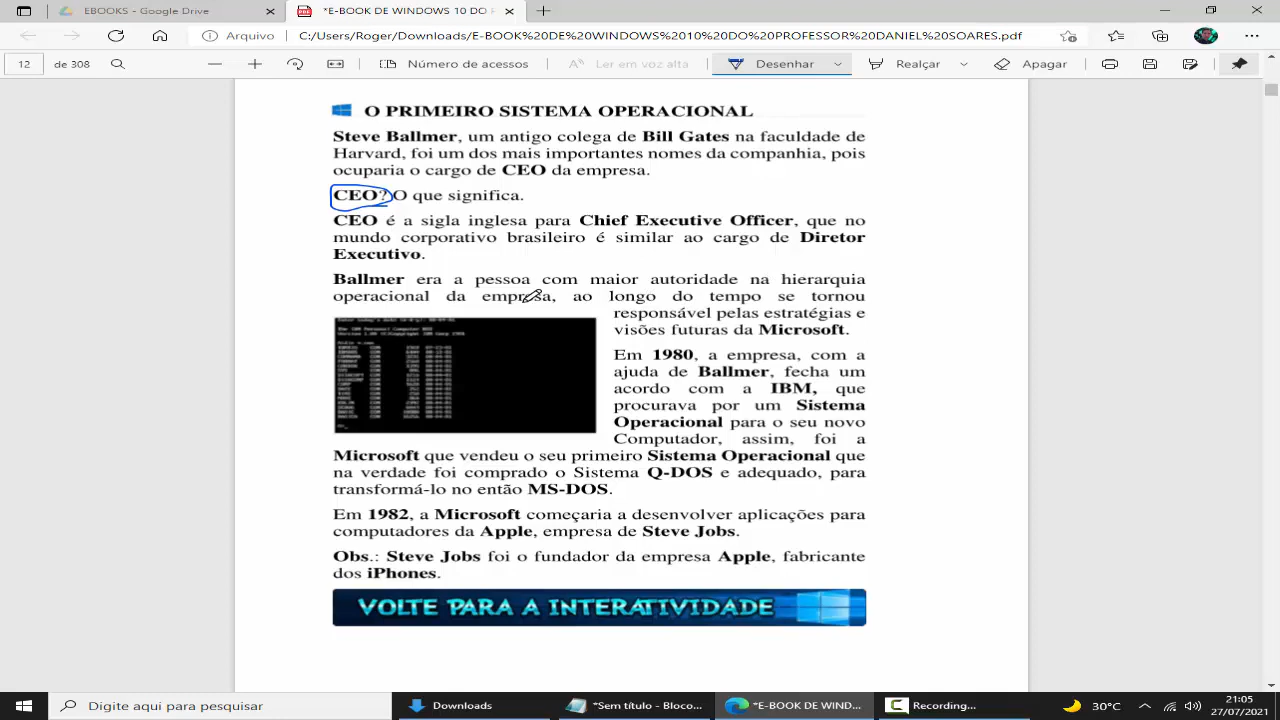 EBOOKS – Google Drive
*E-BOOK DE WINDOWS 10 DO P
Arquivo
C:/Users/Roger/Downloads/E-BOOK%20DE%20WINDOWS%2010%20DO%20PROFESSOR%20DANIEL%20SOARES.pdf
12 de 308
Número de acessos
Ler em voz alta
Desenhar
Realçar
Apagar
O PRIMEIRO SISTEMA OPERACIONAL
Steve Ballmer, um antigo colega de Bill Gates na faculdade de
Harvard, foi um dos mais importantes nomes da companhia, pois
ocuparia o cargo de CEO da empresa.
CEO? O que significa.
CEO é a sigla inglesa para Chief Executive Officer, que no
mundo corporativo brasileiro é similar ao cargo de Diretor
Executivo.
Ballmer era a pessoa com maior autoridade na hierarquia
operacional da empresa, ao longo do tempo se tornou
responsável pelas estratégias e
visões futuras da Microsoft.
Em 1980, a empresa, com a
ajuda de Ballmer, fecha um
acordo com a IBM, que
procurava por um Sistema
Operacional para o seu novo
Computador, assim, foi a
Microsoft que vendeu o seu primeiro Sistema Operacional que
na verdade foi comprado o Sistema Q-DOS e adequado, para
transformá-lo no então MS-DOS.
Em 1982, a Microsoft começaria a desenvolver aplicações para
computadores da Apple, empresa de Steve Jobs.
Obs.: Steve Jobs foi o fundador da empresa Apple, fabricante
dos iPhones.
VOLTE PARA A INTERATIVIDADE
Digite aqui para pesquisar
Downloads
*Sem título - Bloco...
*E-BOOK DE WIND...
Recording...
30°C
21:05
27/07/2021